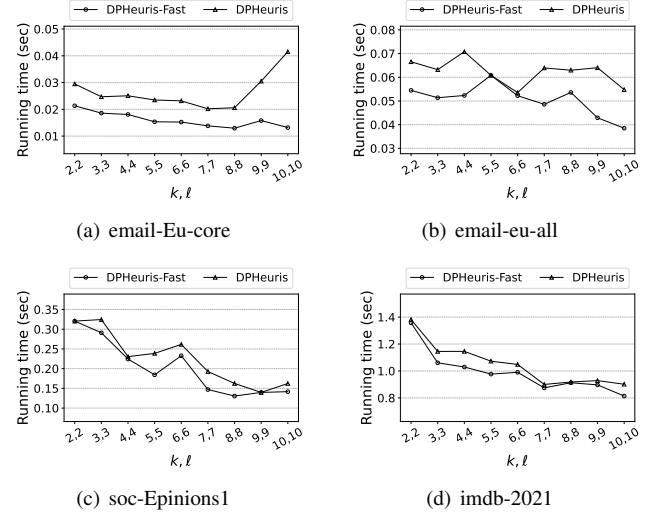 DPHeuris-Fast DPHeuris
Running time (sec)
0.05
0.04
0.03
0.02
0.01
2,2 3,3 4,4 5,5 6,6 7,7 8,8 9,9 10,10
k, ℓ
(a) email-Eu-core
DPHeuris-Fast DPHeuris
Running time (sec)
0.08
0.07
0.06
0.05
0.04
0.03
2,2 3,3 4,4 5,5 6,6 7,7 8,8 9,9 10,10
k, ℓ
(b) email-eu-all
DPHeuris-Fast DPHeuris
Running time (sec)
0.35
0.30
0.25
0.20
0.15
0.10
2,2 3,3 4,4 5,5 6,6 7,7 8,8 9,9 10,10
k, ℓ
(c) soc-Epinions1
DPHeuris-Fast DPHeuris
Running time (sec)
1.4
1.2
1.0
0.8
2,2 3,3 4,4 5,5 6,6 7,7 8,8 9,9 10,10
k, ℓ
(d) imdb-2021